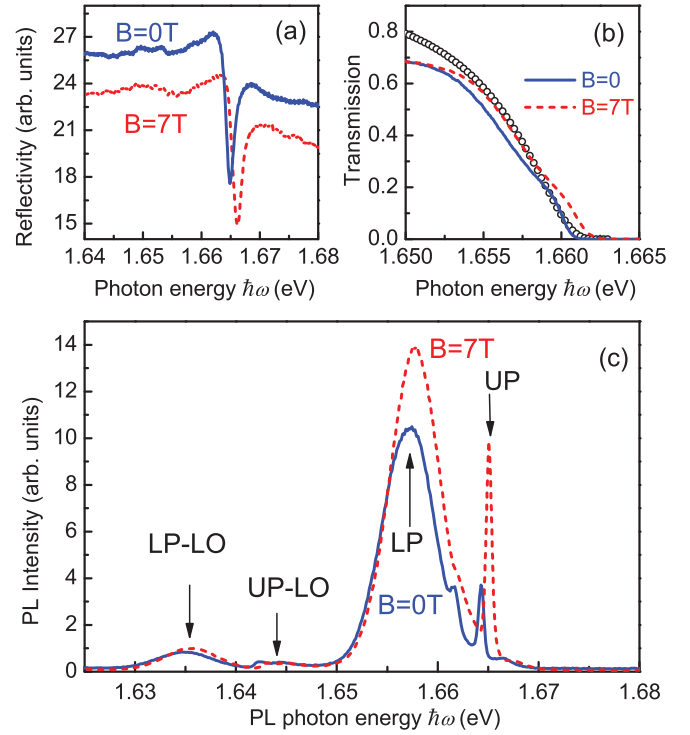 27
24
21
18
15
Reflectivity (arb. units)
B=0T
(a)
B=7T
1.64 1.65 1.66 1.67 1.68
Photon energy ℏω (eV)
0.8
0.6
0.4
0.2
0.0
Transmission
(b)
B=0
B=7T
1.650 1.655 1.660 1.665
Photon energy ℏω (eV)
14
12
10
8
6
4
2
0
PL Intensity (arb. units)
B=7T
(c)
UP
LP-LO
UP-LO
LP
B=0T
1.63 1.64 1.65 1.66 1.67 1.68
PL photon energy ℏω (eV)